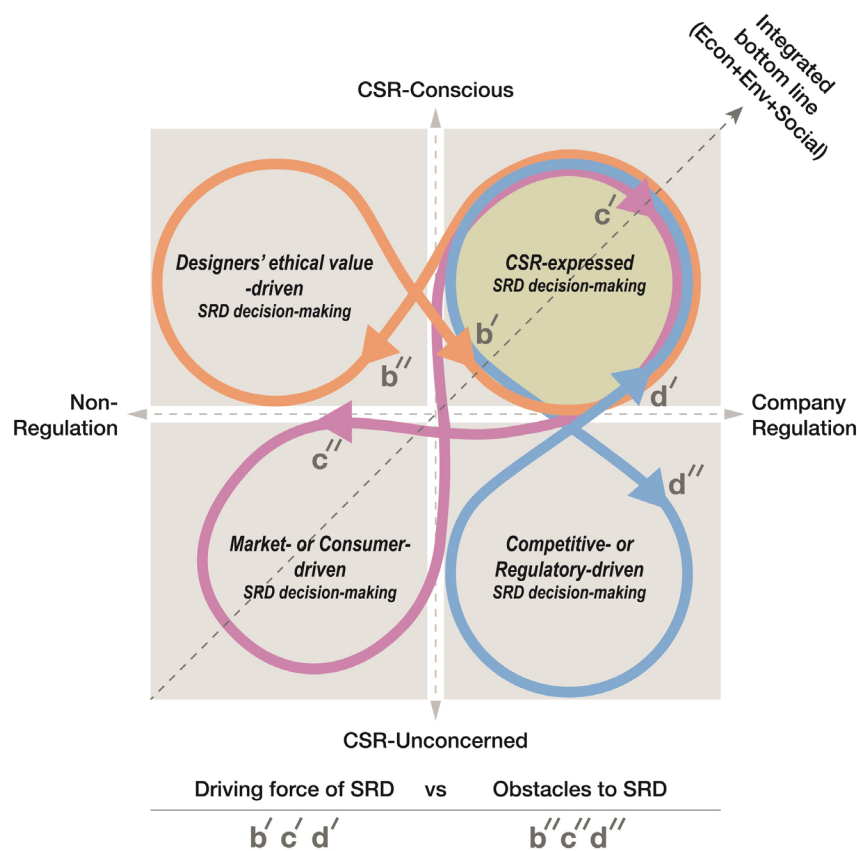 Integrated
bottom line
(Econ+Env+Social)
CSR-Conscious
Designers’ ethical value
-driven
SRD decision-making
CSR-expressed
SRD decision-making
c′
b′
b″
d′
Non-
Regulation
Company
Regulation
c″
d″
Market- or Consumer-
driven
SRD decision-making
Competitive- or
Regulatory-driven
SRD decision-making
CSR-Unconcerned
Driving force of SRD vs Obstacles to SRD
b′ c′ d′ b″c″d″